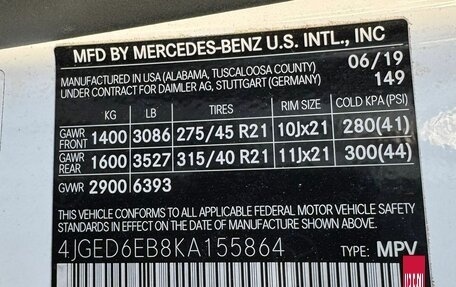 MFD BY MERCEDES-BENZ U.S. INTL., INC
MANUFACTURED IN USA (ALABAMA, TUSCALOOSA COUNTY) 06/19
UNDER CONTRACT FOR DAIMLER AG, STUTTGART (GERMANY) 149
KG LB TIRES RIM SIZE COLD KPA (PSI)
GAWR FRONT 1400 3086 275/45 R21 10Jx21 280(41)
GAWR REAR 1600 3527 315/40 R21 11Jx21 300(44)
GVWR 2900 6393
THIS VEHICLE CONFORMS TO ALL APPLICABLE FEDERAL MOTOR VEHICLE SAFETY
STANDARDS IN EFFECT ON THE DATE OF MANUFACTURE SHOWN ABOVE.
4JGED6EB8KA155864 TYPE: MPV